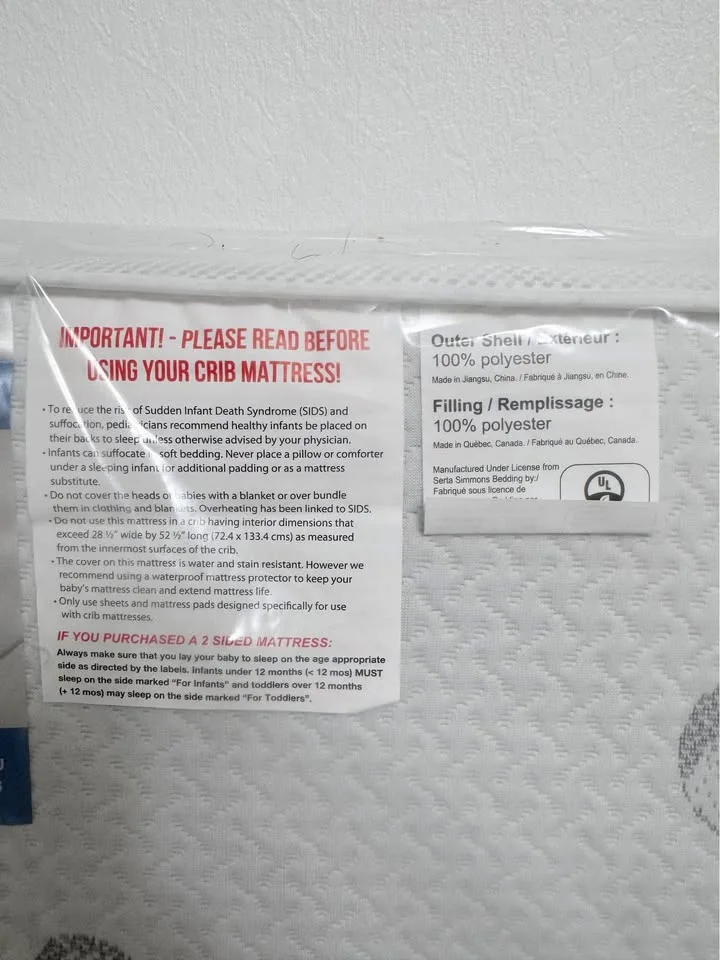 IMPORTANT! - PLEASE READ BEFORE
USING YOUR CRIB MATTRESS!
• To reduce the risk of Sudden Infant Death Syndrome (SIDS) and
suffocation, pediatricians recommend healthy infants be placed on
their backs to sleep unless otherwise advised by your physician.
• Infants can suffocate soft bedding. Never place a pillow or comforter
under a sleeping infant for additional padding or as a mattress
substitute.
• Do not cover the heads of babies with a blanket or over bundle
them in clothing and blankets. Overheating has been linked to SIDS.
• Do not use this mattress in a crib having interior dimensions that
exceed 28 ½" wide by 52 ½" long (72.4 x 133.4 cms) as measured
from the innermost surfaces of the crib.
• The cover on this mattress is water and stain resistant. However we
recommend using a waterproof mattress protector to keep your
baby's mattress clean and extend mattress life.
• Only use sheets and mattress pads designed specifically for use
with crib mattresses.
IF YOU PURCHASED A 2 SIDED MATTRESS:
Always make sure that you lay your baby to sleep on the age appropriate
side as directed by the labels. Infants under 12 months (< 12 mos) MUST
sleep on the side marked "For Infants" and toddlers over 12 months
(+ 12 mos) may sleep on the side marked "For Toddlers".
Outer Shell / Extérieur :
100% polyester
Made in Jiangsu, China. / Fabriqué à Jiangsu, en Chine.
Filling / Remplissage :
100% polyester
Made in Québec, Canada. / Fabriqué au Québec, Canada.
Manufactured Under License from
Serta Simmons Bedding by:/
Fabriqué sous licence de
UL